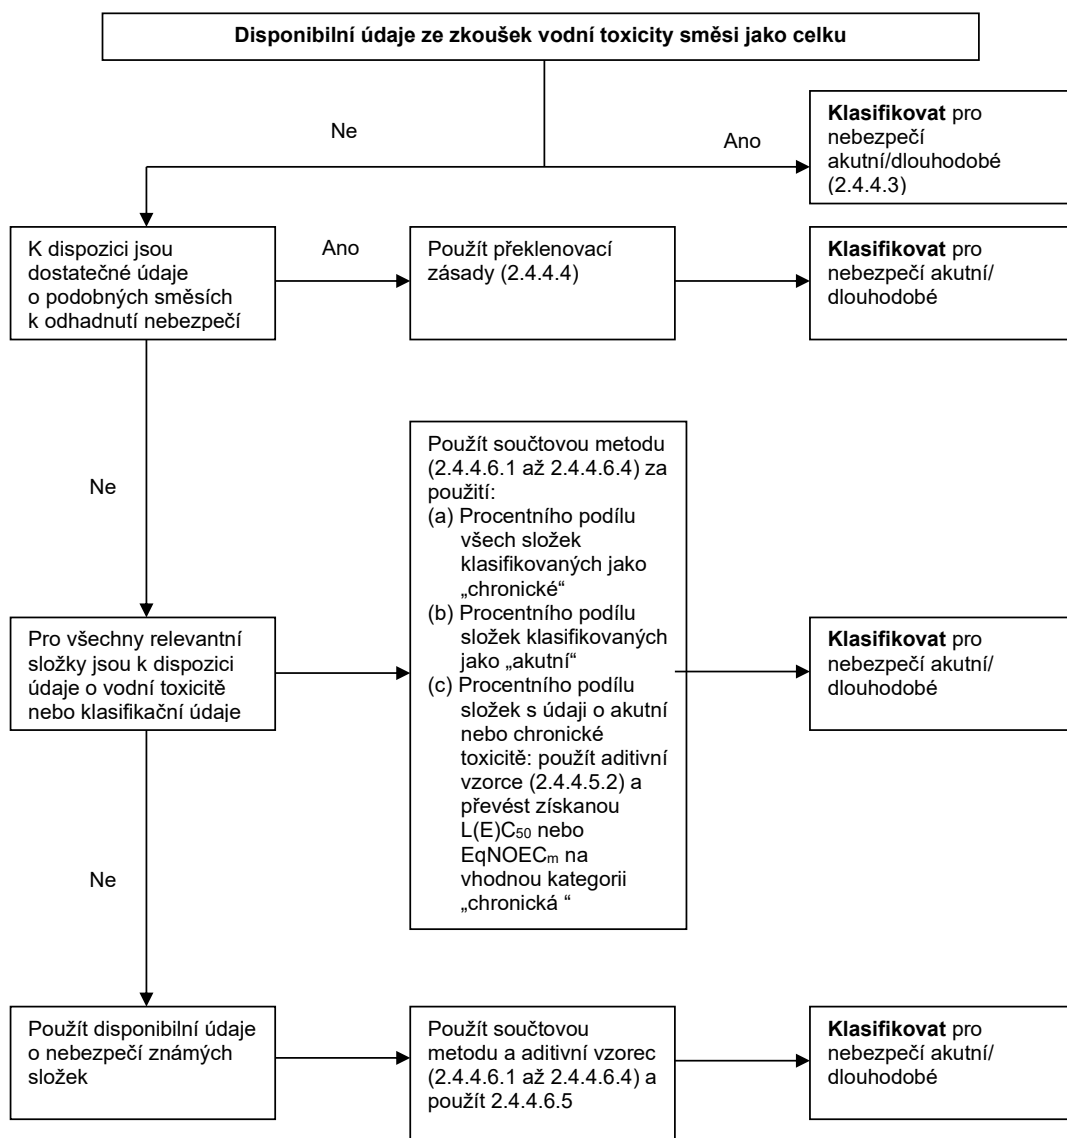 Disponibilní údaje ze zkoušek vodní toxicity směsi jako celku
Ne
Ano
Klasifikovat pro
nebezpečí
akutní/dlouhodobé
(2.4.4.3)
K dispozici jsou
dostatečné údaje
o podobných směsích
k odhadnutí nebezpečí
Ano
Použít překlenovací
zásady (2.4.4.4)
Klasifikovat pro
nebezpečí akutní/
dlouhodobé
Ne
Použít součtovou metodu
(2.4.4.6.1 až 2.4.4.6.4) za
použití:
(a) Procentního podílu
všech složek
klasifikovaných jako
„chronické“
(b) Procentního podílu
složek klasifikovaných
jako „akutní“
(c) Procentního podílu
složek s údaji o akutní
nebo chronické
toxicitě: použít aditivní
vzorce (2.4.4.5.2) a
převést získanou
L(E)C₅₀ nebo
EqNOECₘ na
vhodnou kategorii
„chronická “
Pro všechny relevantní
složky jsou k dispozici
údaje o vodní toxicitě
nebo klasifikační údaje
Klasifikovat pro
nebezpečí akutní/
dlouhodobé
Ne
Použít disponibilní údaje
o nebezpečí známých
složek
Použít součtovou
metodu a aditivní vzorec
(2.4.4.6.1 až 2.4.4.6.4) a
použít 2.4.4.6.5
Klasifikovat pro
nebezpečí akutní/
dlouhodobé